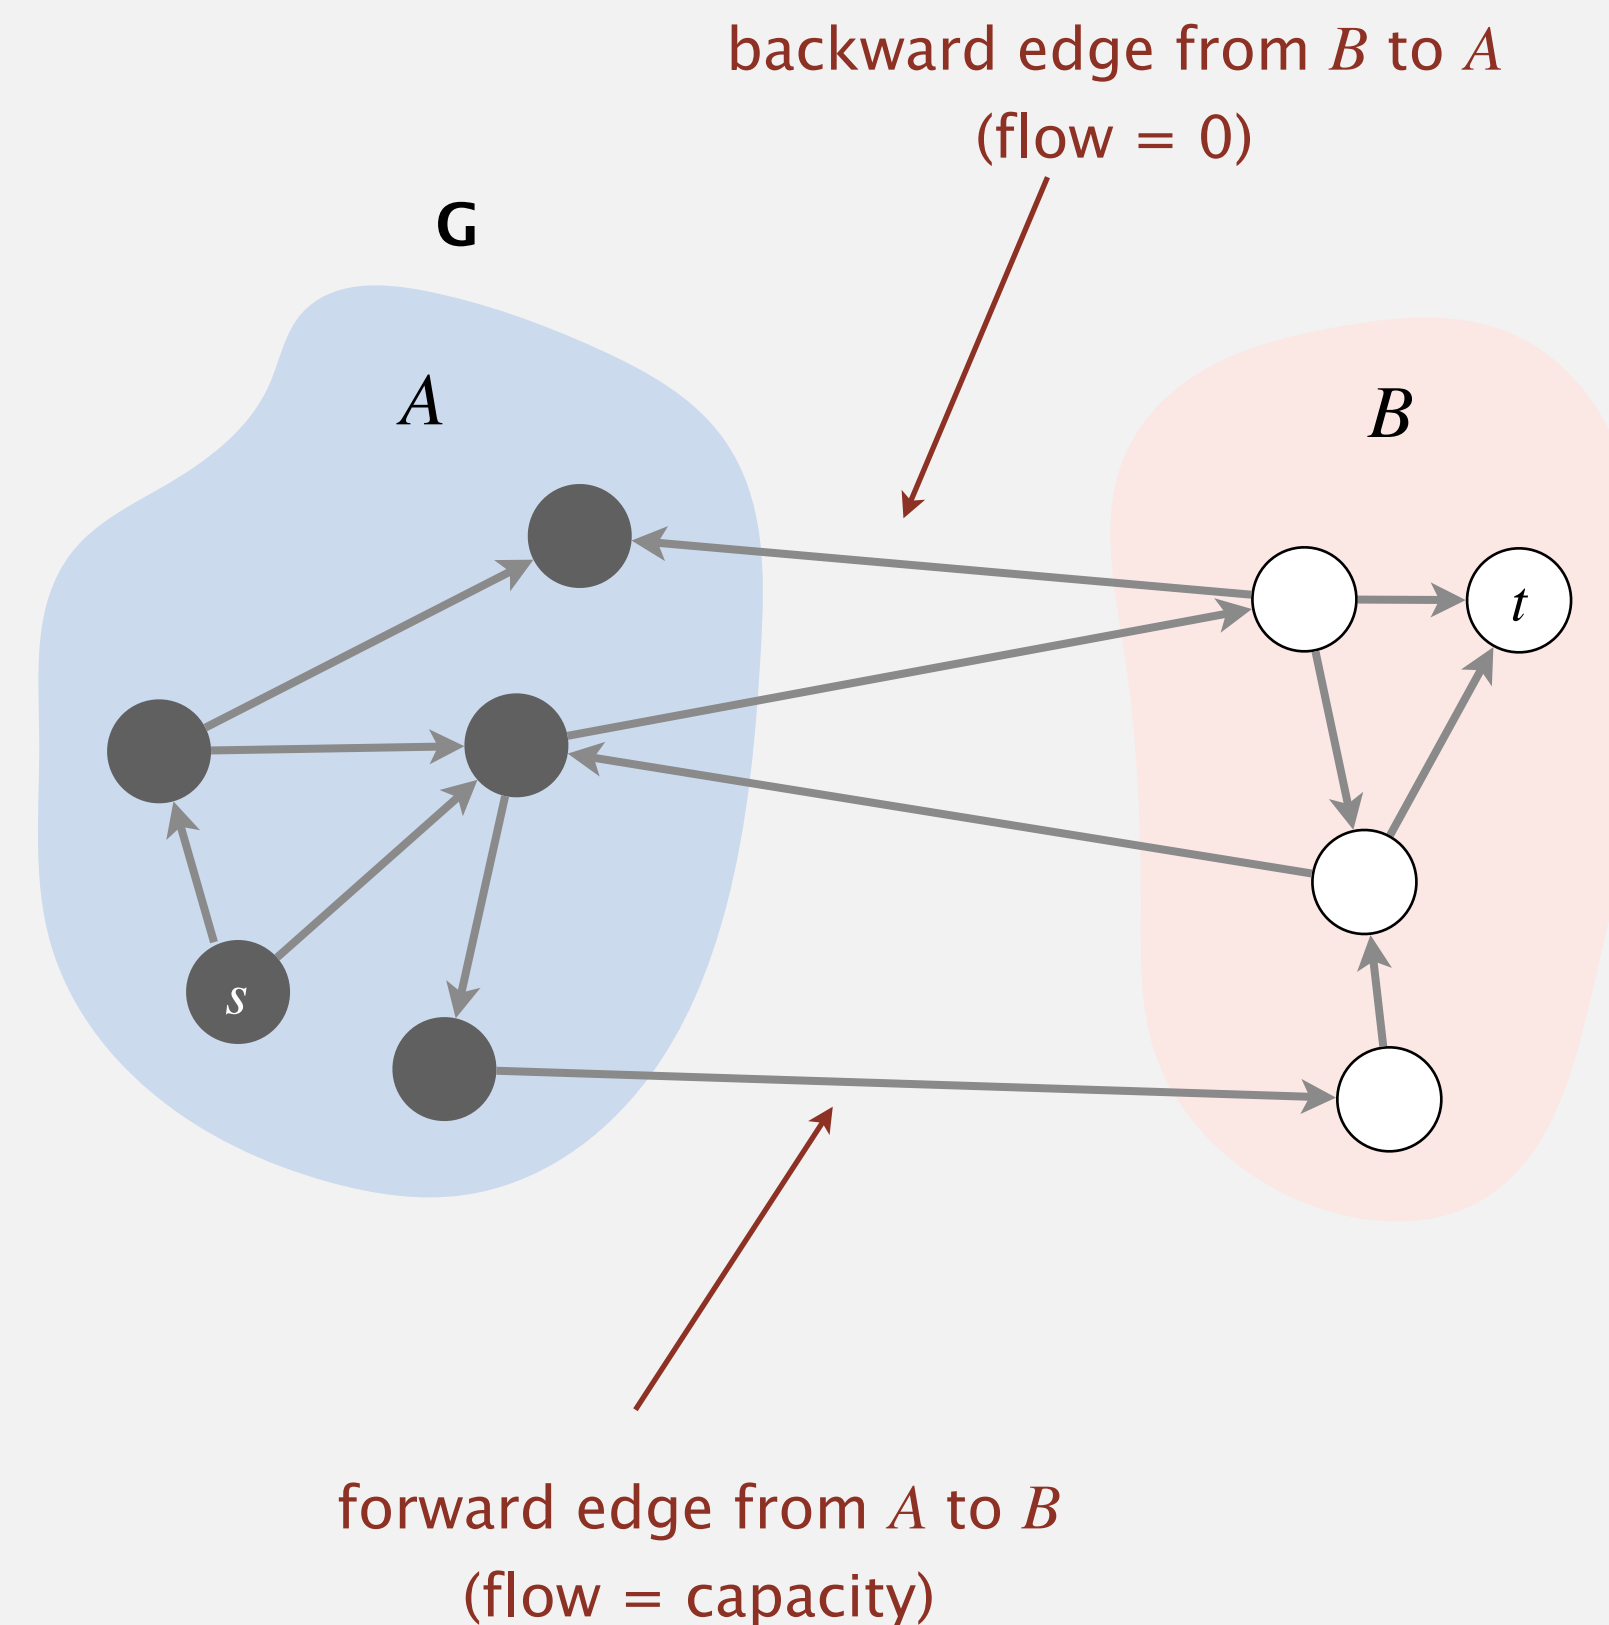 backward edge from B to A
(flow = 0)
G
A
B
t
s
forward edge from A to B
(flow = capacity)